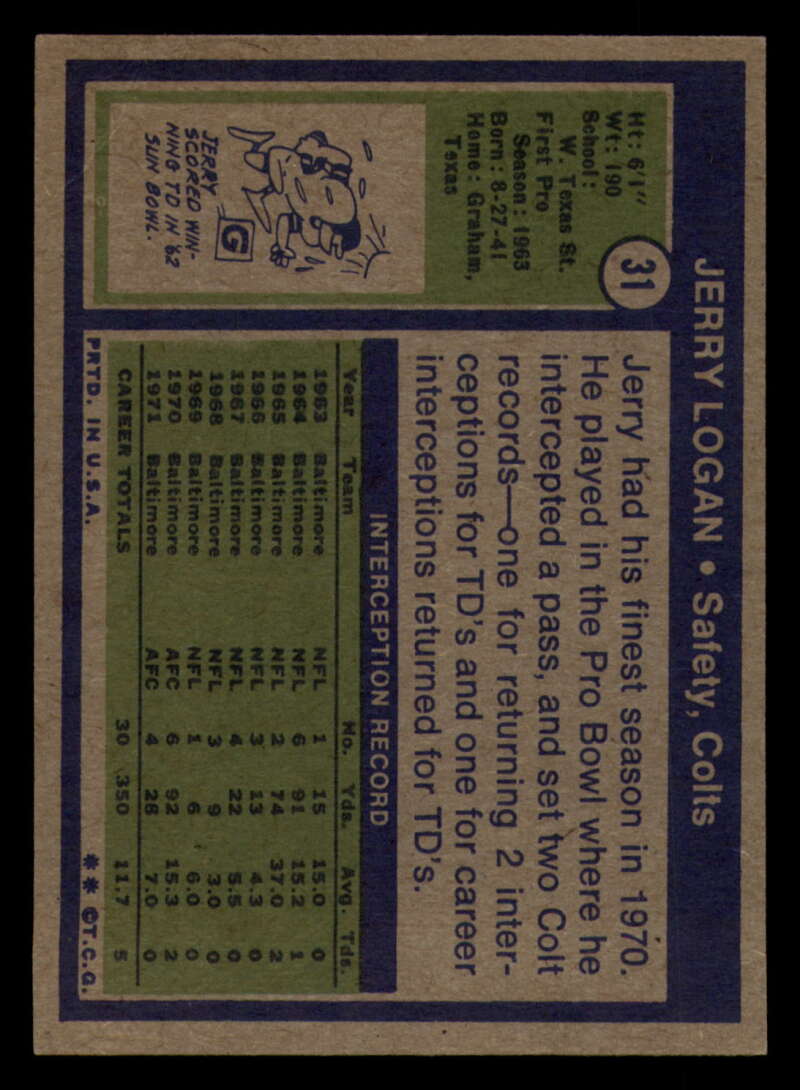 JERRY LOGAN • Safety, Colts
31
Ht: 6'1"
Wt: 190
School:
W. Texas St.
First Pro
Season: 1963
Born: 8-27-41
Home: Graham,
Texas
G
JERRY
SCORED WIN-
NING TD IN '62
SUN BOWL.
Jerry had his finest season in 1970.
He played in the Pro Bowl where he
intercepted a pass, and set two Colt
records—one for returning 2 inter-
ceptions for TD's and one for career
interceptions returned for TD's.
INTERCEPTION RECORD
Year Team No. Yds. Avg. Tds.
1963 Baltimore NFL 1 15 15.0 0
1964 Baltimore NFL 6 91 15.2 1
1965 Baltimore NFL 2 74 37.0 2
1966 Baltimore NFL 3 13 4.3 0
1967 Baltimore NFL 4 22 5.5 0
1968 Baltimore NFL 3 9 3.0 0
1969 Baltimore NFL 1 6 6.0 0
1970 Baltimore AFC 6 92 15.3 2
1971 Baltimore AFC 4 28 7.0 0
CAREER TOTALS 30 350 11.7 5
PRTD. IN U.S.A. ** ©T.C.G.